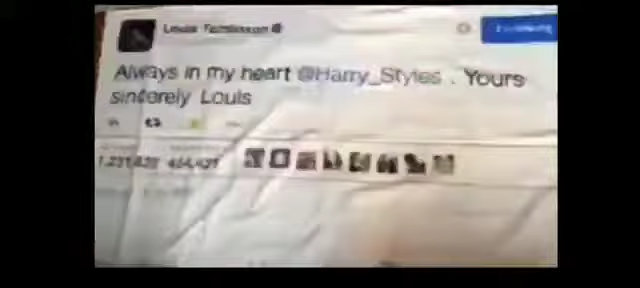 Louis Tomlinson
Always in my heart @Harry_Styles . Yours
sincerely Louis